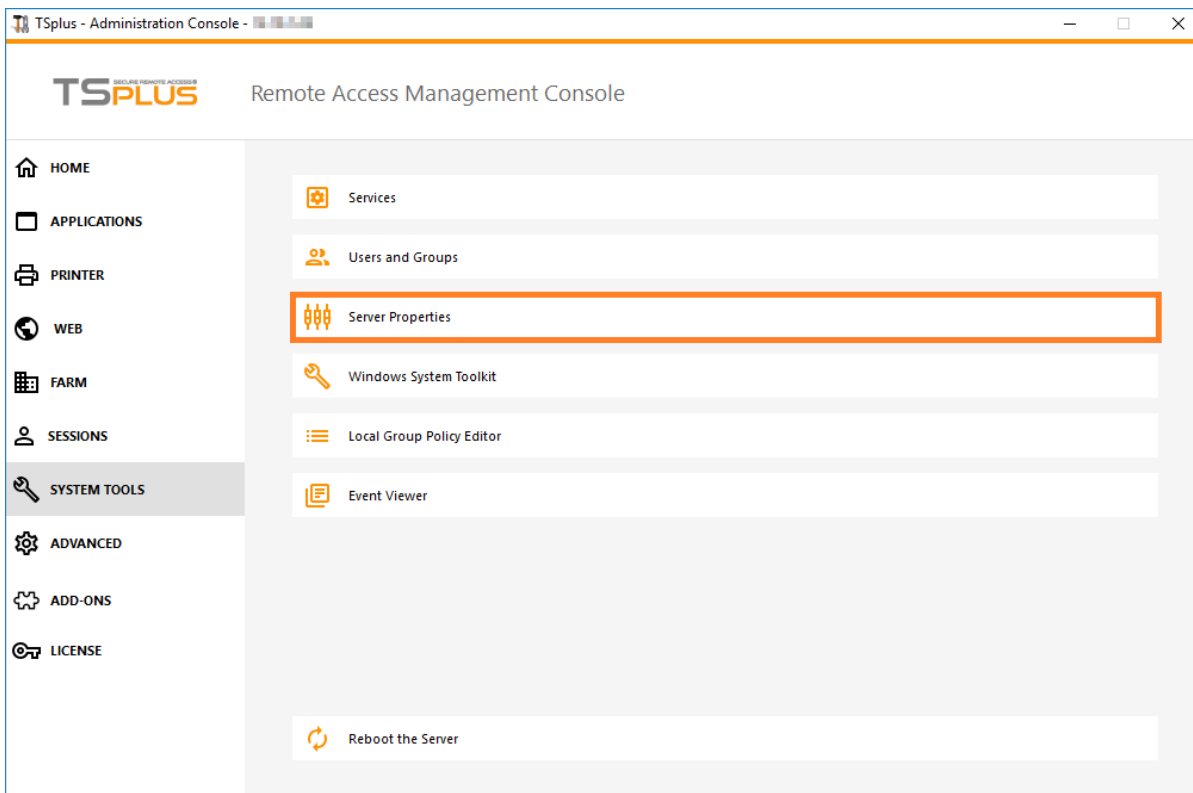 TSplus - Administration Console -
SECURE REMOTE ACCESS
TSPLUS
Remote Access Management Console
HOME
APPLICATIONS
PRINTER
WEB
FARM
SESSIONS
SYSTEM TOOLS
ADVANCED
ADD-ONS
LICENSE
Services
Users and Groups
Server Properties
Windows System Toolkit
Local Group Policy Editor
Event Viewer
Reboot the Server